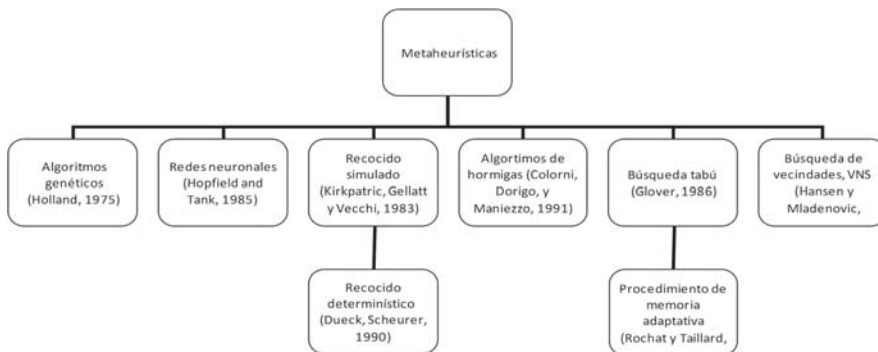 Metaheurísticas
Algoritmos
genéticos
(Holland, 1975)
Redes neuronales
(Hopfield and
Tank, 1985)
Recocido
simulado
(Kirkpatric, Gellatt
y Vecchi, 1983)
Algortimos de
hormigas (Colorni,
Dorigo, y
Maniezzo, 1991)
Búsqueda tabú
(Glover, 1986)
Búsqueda de
vecindades, VNS
(Hansen y
Mladenovic,
Recocido
determinístico
(Dueck, Scheurer,
1990)
Procedimiento de
memoria
adaptativa
(Rochat y Taillard,